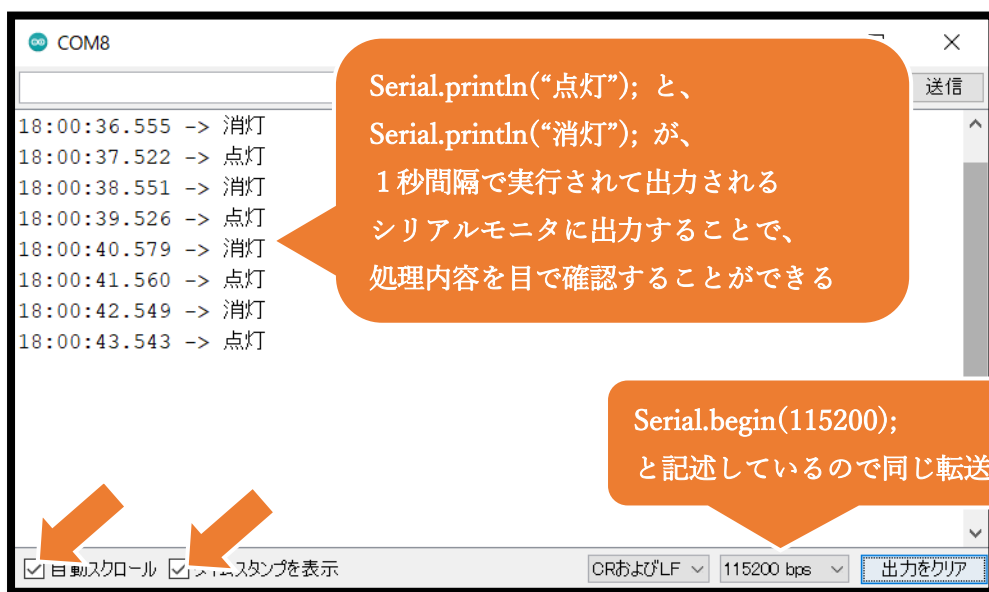 COM8
送信
Serial.println(“点灯”); と、
Serial.println(“消灯”); が、
１秒間隔で実行されて出力される
シリアルモニタに出力することで、
処理内容を目で確認することができる
18:00:36.555 -> 消灯
18:00:37.522 -> 点灯
18:00:38.551 -> 消灯
18:00:39.526 -> 点灯
18:00:40.579 -> 消灯
18:00:41.560 -> 点灯
18:00:42.549 -> 消灯
18:00:43.543 -> 点灯
Serial.begin(115200);
と記述しているので同じ転送
自動スクロール
タイムスタンプを表示
CRおよびLF
115200 bps
出力をクリア